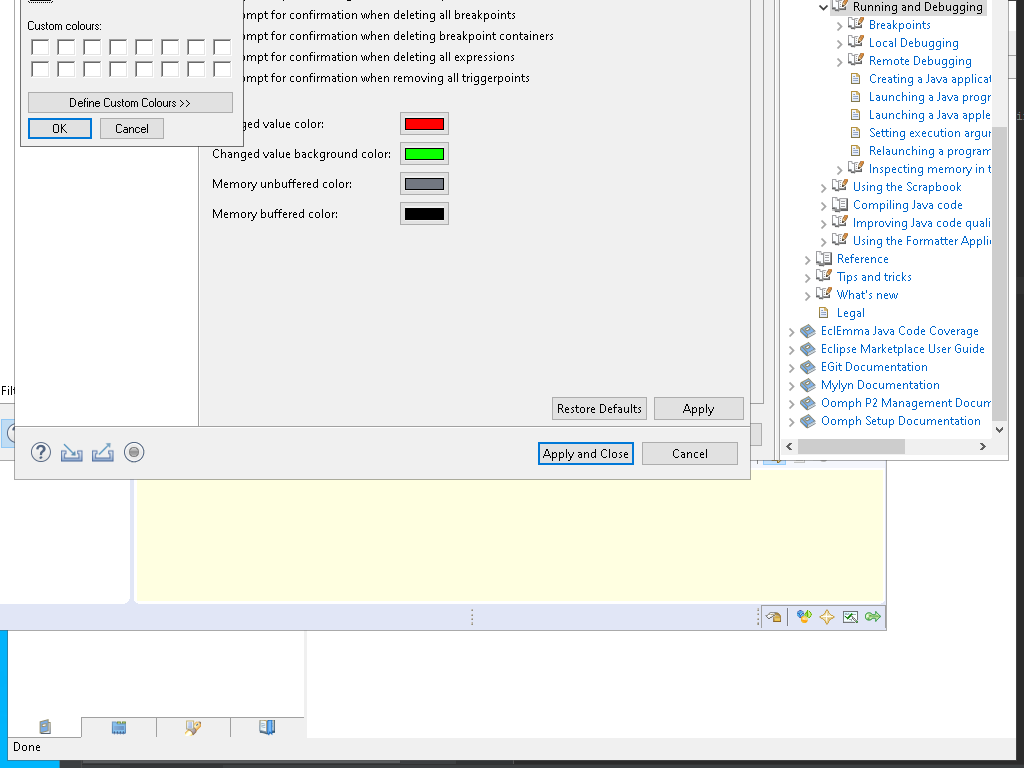 Custom colours:
Define Custom Colours >>
OK
Cancel
ompt for confirmation when deleting all breakpoints
ompt for confirmation when deleting breakpoint containers
ompt for confirmation when deleting all expressions
ompt for confirmation when removing all triggerpoints
ged value color:
Changed value background color:
Memory unbuffered color:
Memory buffered color:
Restore Defaults
Apply
Apply and Close
Cancel
Running and Debugging
Breakpoints
Local Debugging
Remote Debugging
Creating a Java applicat
Launching a Java progr
Launching a Java apple
Setting execution argur
Relaunching a program
Inspecting memory in t
Using the Scrapbook
Compiling Java code
Improving Java code quali
Using the Formatter Appli
Reference
Tips and tricks
What's new
Legal
EclEmma Java Code Coverage
Eclipse Marketplace User Guide
EGit Documentation
Mylyn Documentation
Oomph P2 Management Docum
Oomph Setup Documentation
Done